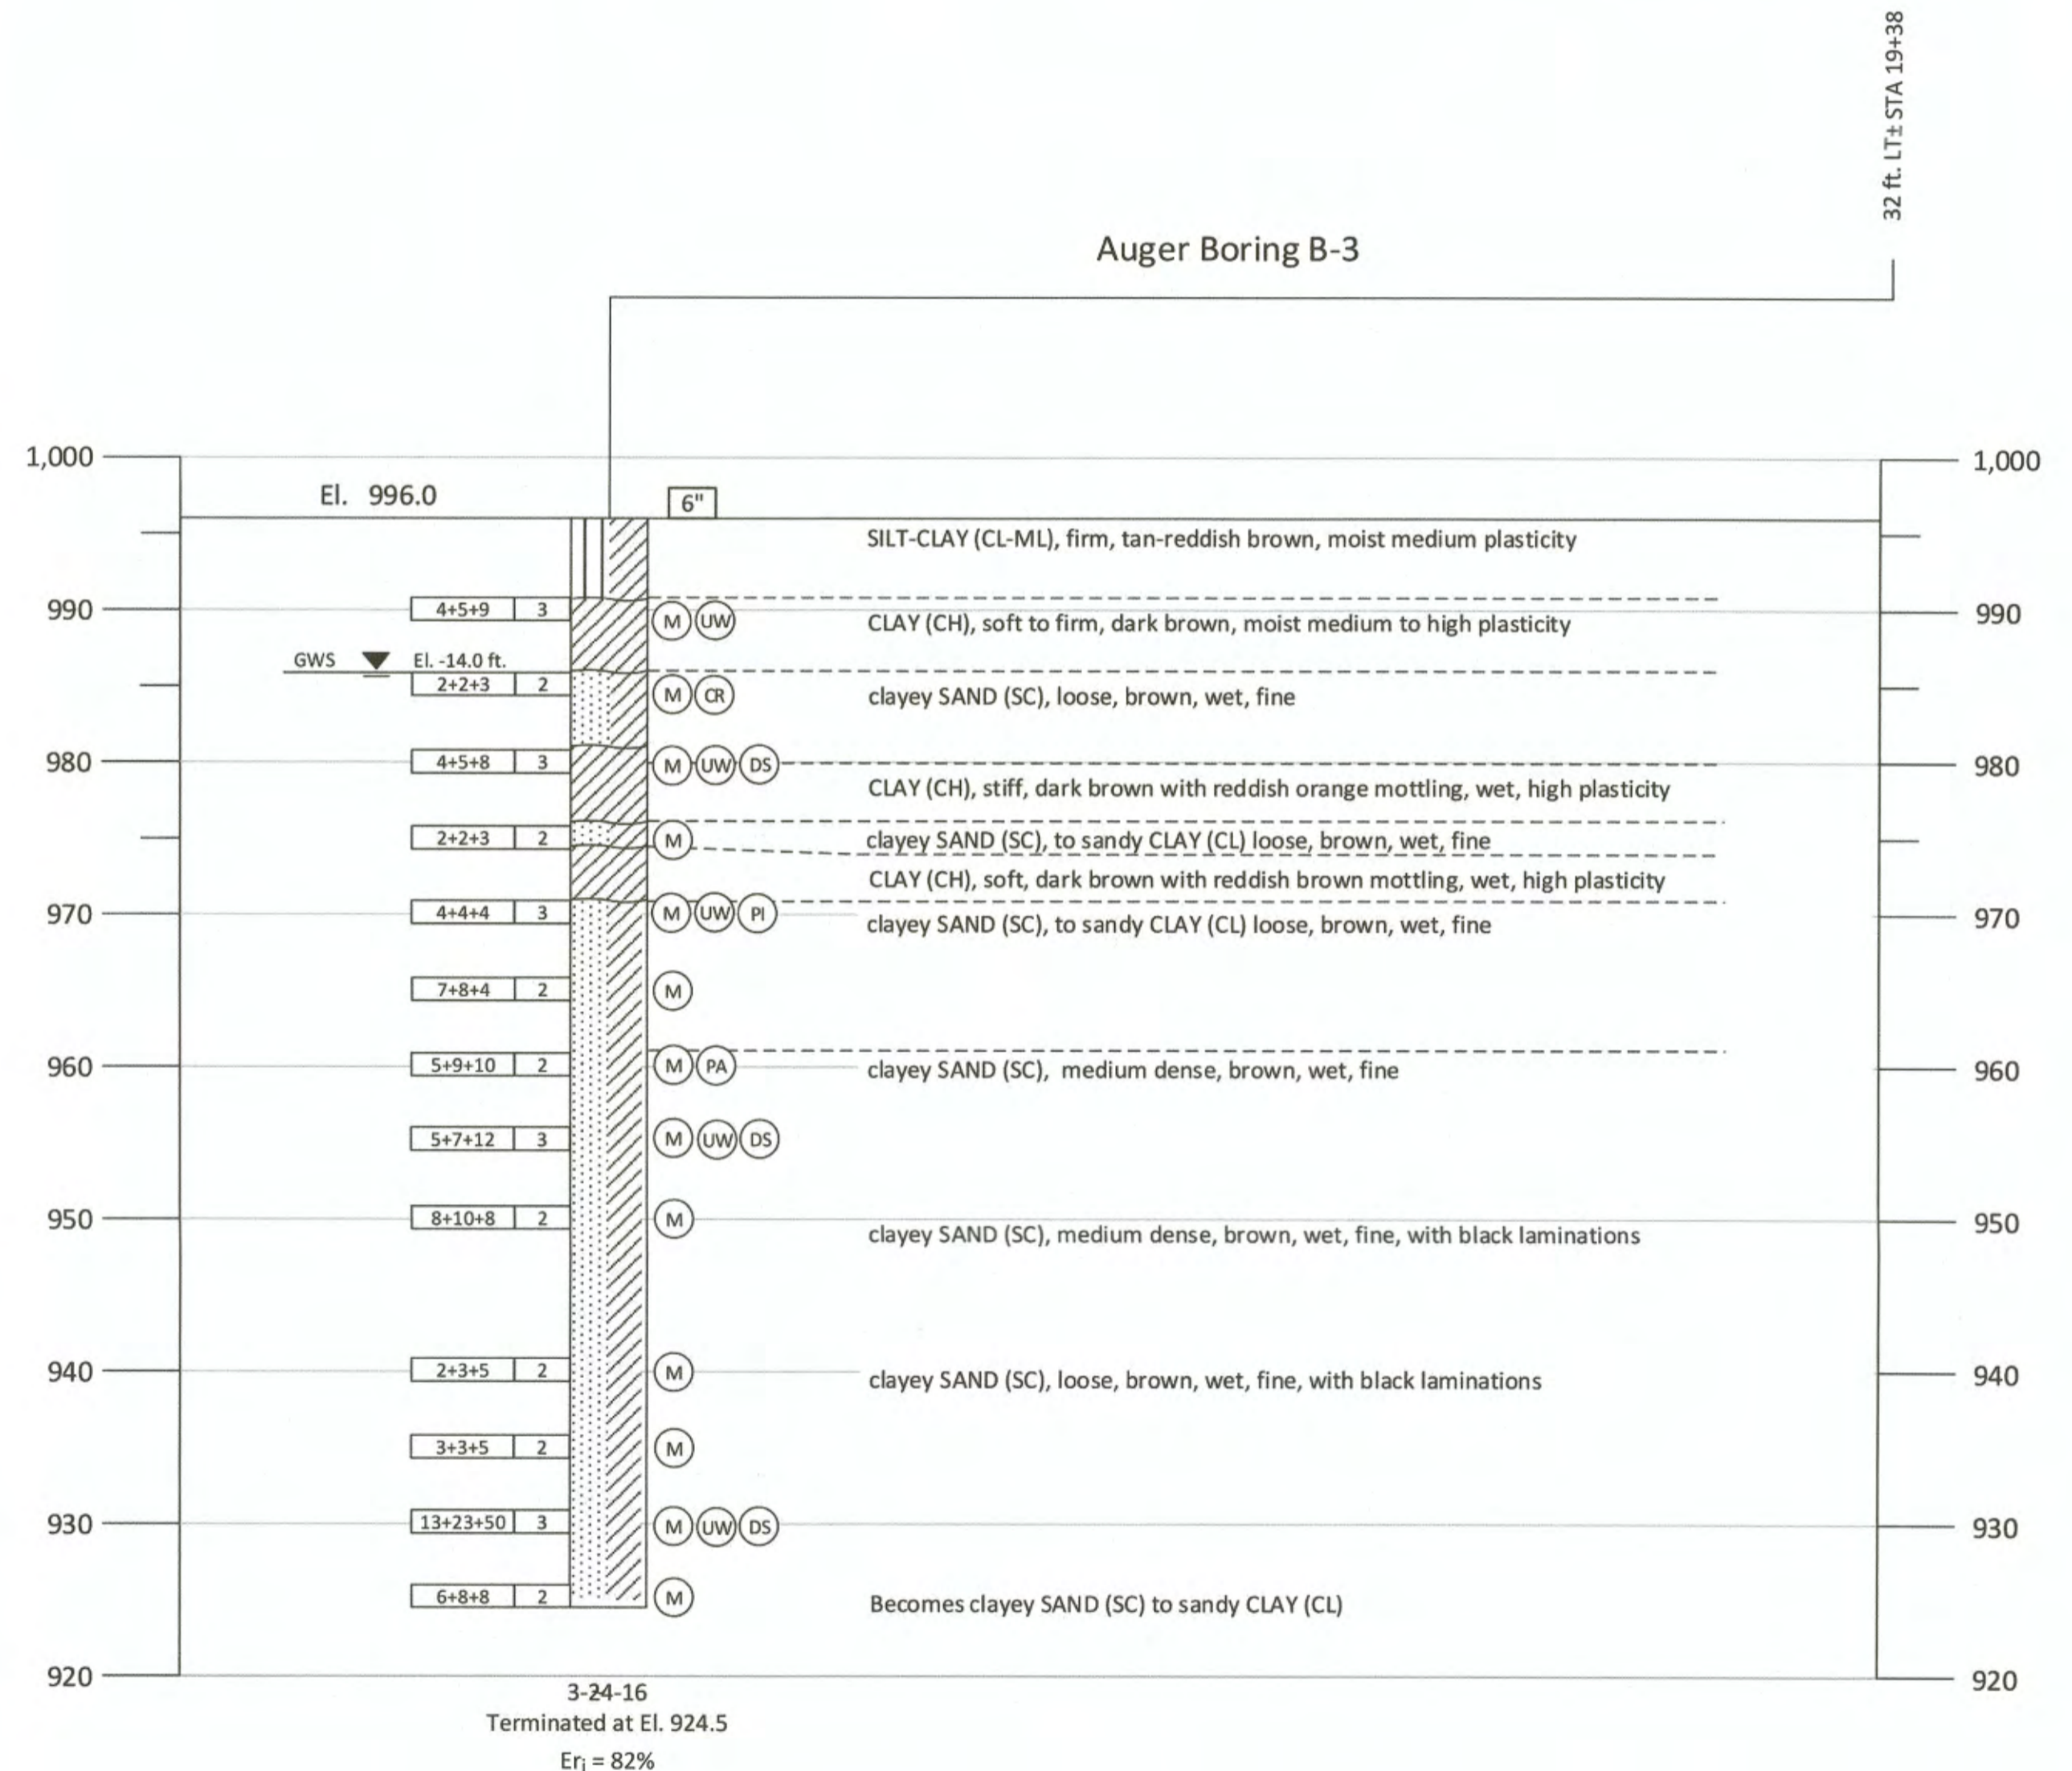 32 ft. LT± STA 19+38
Auger Boring B-3
1,000 1,000
El. 996.0 6"
SILT-CLAY (CL-ML), firm, tan-reddish brown, moist medium plasticity
990 4+5+9 3 M UW 990
CLAY (CH), soft to firm, dark brown, moist medium to high plasticity
GWS El. -14.0 ft.
2+2+3 2 M CR clayey SAND (SC), loose, brown, wet, fine
980 4+5+8 3 M UW DS 980
CLAY (CH), stiff, dark brown with reddish orange mottling, wet, high plasticity
2+2+3 2 M clayey SAND (SC), to sandy CLAY (CL) loose, brown, wet, fine
CLAY (CH), soft, dark brown with reddish brown mottling, wet, high plasticity
970 4+4+4 3 M UW PI 970
clayey SAND (SC), to sandy CLAY (CL) loose, brown, wet, fine
7+8+4 2 M
960 5+9+10 2 M PA clayey SAND (SC), medium dense, brown, wet, fine 960
5+7+12 3 M UW DS
950 8+10+8 2 M 950
clayey SAND (SC), medium dense, brown, wet, fine, with black laminations
940 2+3+5 2 M 940
clayey SAND (SC), loose, brown, wet, fine, with black laminations
3+3+5 2 M
930 13+23+50 3 M UW DS 930
6+8+8 2 M Becomes clayey SAND (SC) to sandy CLAY (CL)
920 920
3-24-16
Terminated at El. 924.5
Erᵢ = 82%